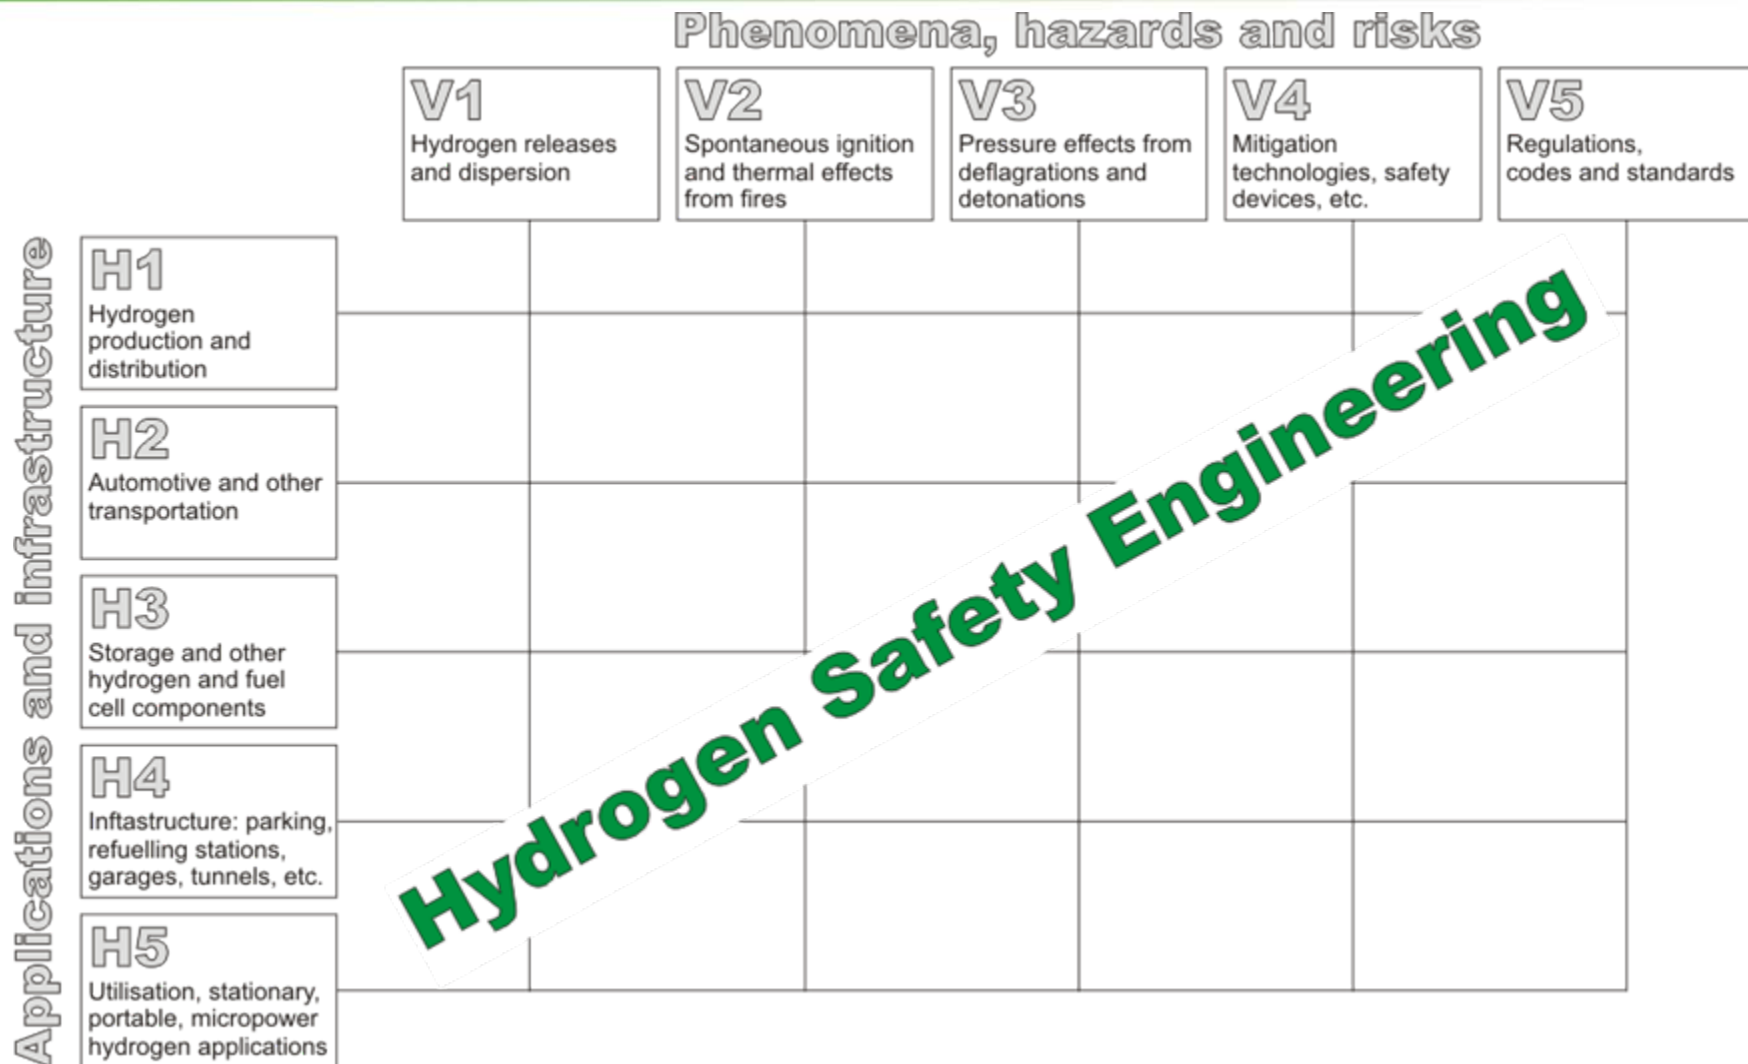 Phenomena, hazards and risks
V1
Hydrogen releases
and dispersion
V2
Spontaneous ignition
and thermal effects
from fires
V3
Pressure effects from
deflagrations and
detonations
V4
Mitigation
technologies, safety
devices, etc.
V5
Regulations,
codes and standards
Applications and infrastructure
H1
Hydrogen
production and
distribution
H2
Automotive and other
transportation
H3
Storage and other
hydrogen and fuel
cell components
H4
Inftastructure: parking,
refuelling stations,
garages, tunnels, etc.
H5
Utilisation, stationary,
portable, micropower
hydrogen applications
Hydrogen Safety Engineering